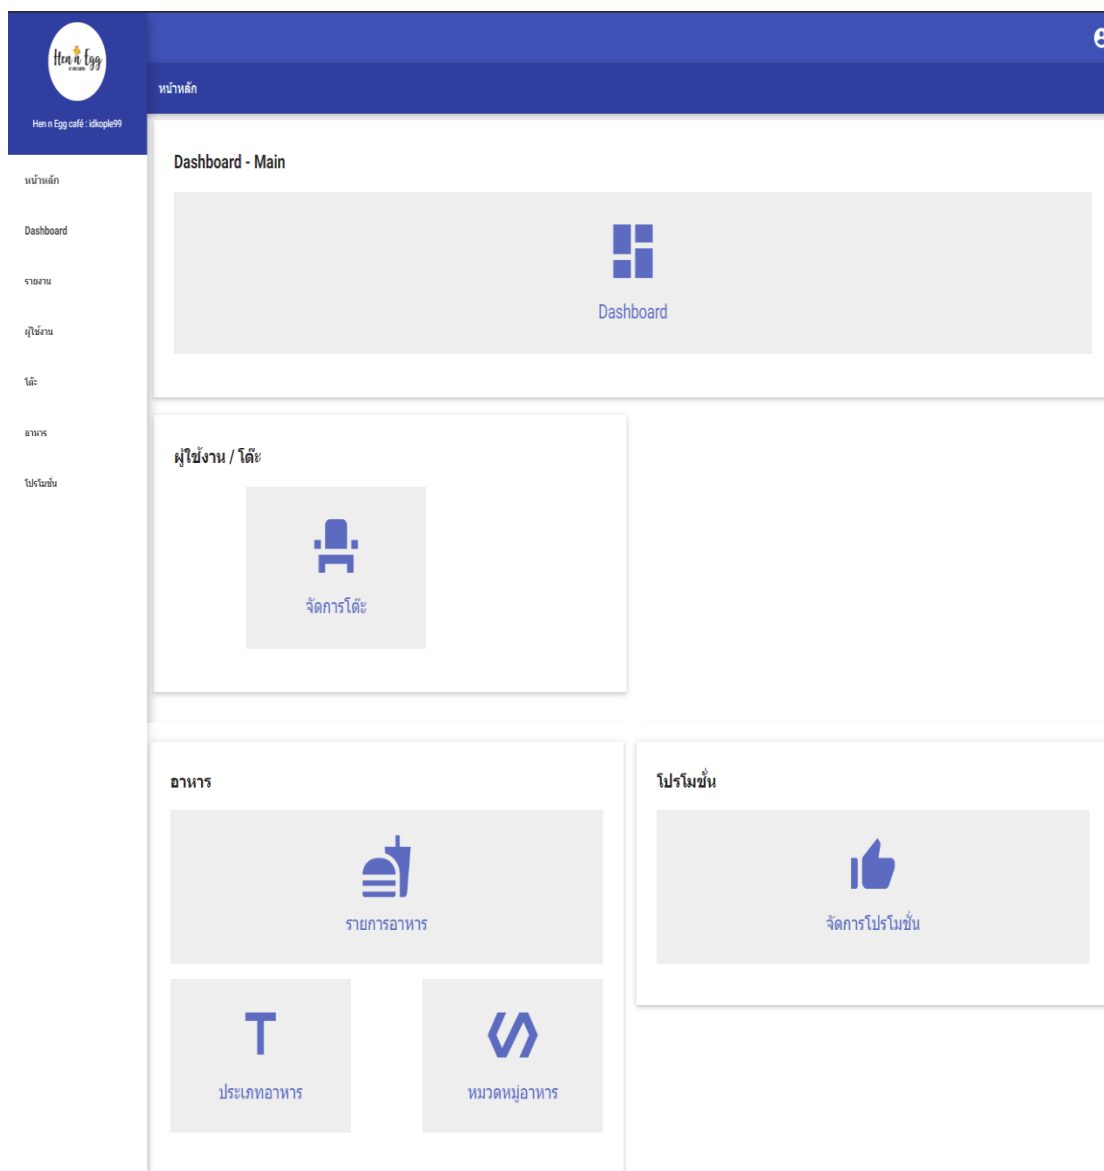 Hen n Egg
Hen n Egg café : idkople99
หน้าหลัก
หน้าหลัก
Dashboard
รายงาน
ผู้ใช้งาน
โต๊ะ
อาหาร
โปรโมชั่น
Dashboard - Main
Dashboard
ผู้ใช้งาน / โต๊ะ
จัดการโต๊ะ
อาหาร
รายการอาหาร
ประเภทอาหาร
หมวดหมู่อาหาร
โปรโมชั่น
จัดการโปรโมชั่น